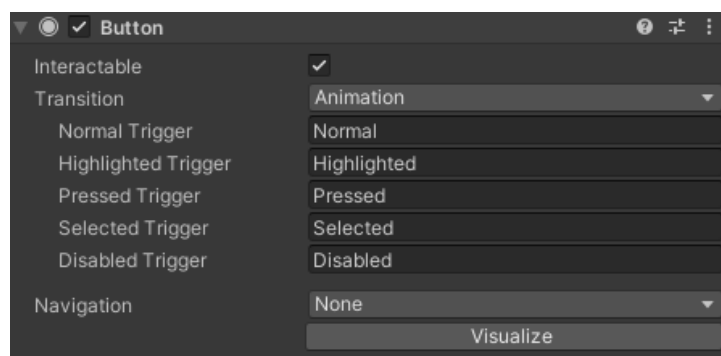 Button
Interactable
Transition Animation
Normal Trigger Normal
Highlighted Trigger Highlighted
Pressed Trigger Pressed
Selected Trigger Selected
Disabled Trigger Disabled
Navigation None
Visualize